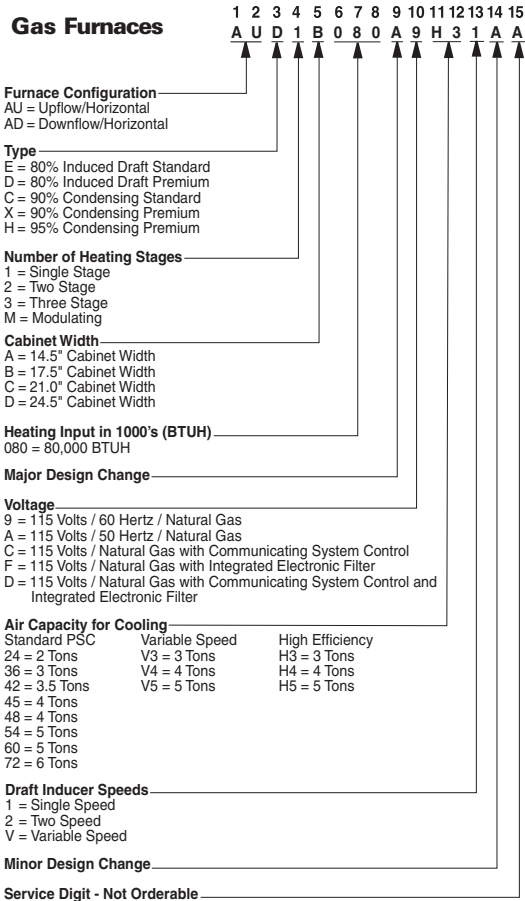 Gas Furnaces
1 2 3 4 5 6 7 8 9 10 11 12 13 14 15
A U D 1 B 0 8 0 A 9 H 3 1 A A
Furnace Configuration
AU = Upflow/Horizontal
AD = Downflow/Horizontal
Type
E = 80% Induced Draft Standard
D = 80% Induced Draft Premium
C = 90% Condensing Standard
X = 90% Condensing Premium
H = 95% Condensing Premium
Number of Heating Stages
1 = Single Stage
2 = Two Stage
3 = Three Stage
M = Modulating
Cabinet Width
A = 14.5" Cabinet Width
B = 17.5" Cabinet Width
C = 21.0" Cabinet Width
D = 24.5" Cabinet Width
Heating Input in 1000's (BTUH)
080 = 80,000 BTUH
Major Design Change
Voltage
9 = 115 Volts / 60 Hertz / Natural Gas
A = 115 Volts / 50 Hertz / Natural Gas
C = 115 Volts / Natural Gas with Communicating System Control
F = 115 Volts / Natural Gas with Integrated Electronic Filter
D = 115 Volts / Natural Gas with Communicating System Control and
Integrated Electronic Filter
Air Capacity for Cooling
Standard PSC Variable Speed High Efficiency
24 = 2 Tons V3 = 3 Tons H3 = 3 Tons
36 = 3 Tons V4 = 4 Tons H4 = 4 Tons
42 = 3.5 Tons V5 = 5 Tons H5 = 5 Tons
45 = 4 Tons
48 = 4 Tons
54 = 5 Tons
60 = 5 Tons
72 = 6 Tons
Draft Inducer Speeds
1 = Single Speed
2 = Two Speed
V = Variable Speed
Minor Design Change
Service Digit - Not Orderable